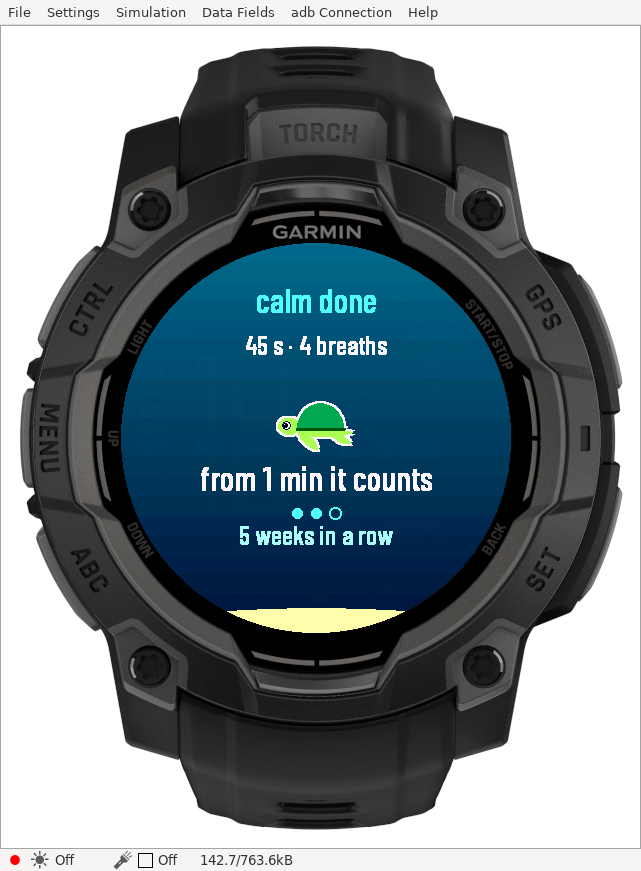 File Settings Simulation Data Fields adb Connection Help
TORCH
GARMIN
CTRL
GPS
LIGHT
START/STOP
calm done
45 s · 4 breaths
MENU
UP
from 1 min it counts
5 weeks in a row
DOWN
BACK
ABC
SET
Off
Off
142.7/763.6kB